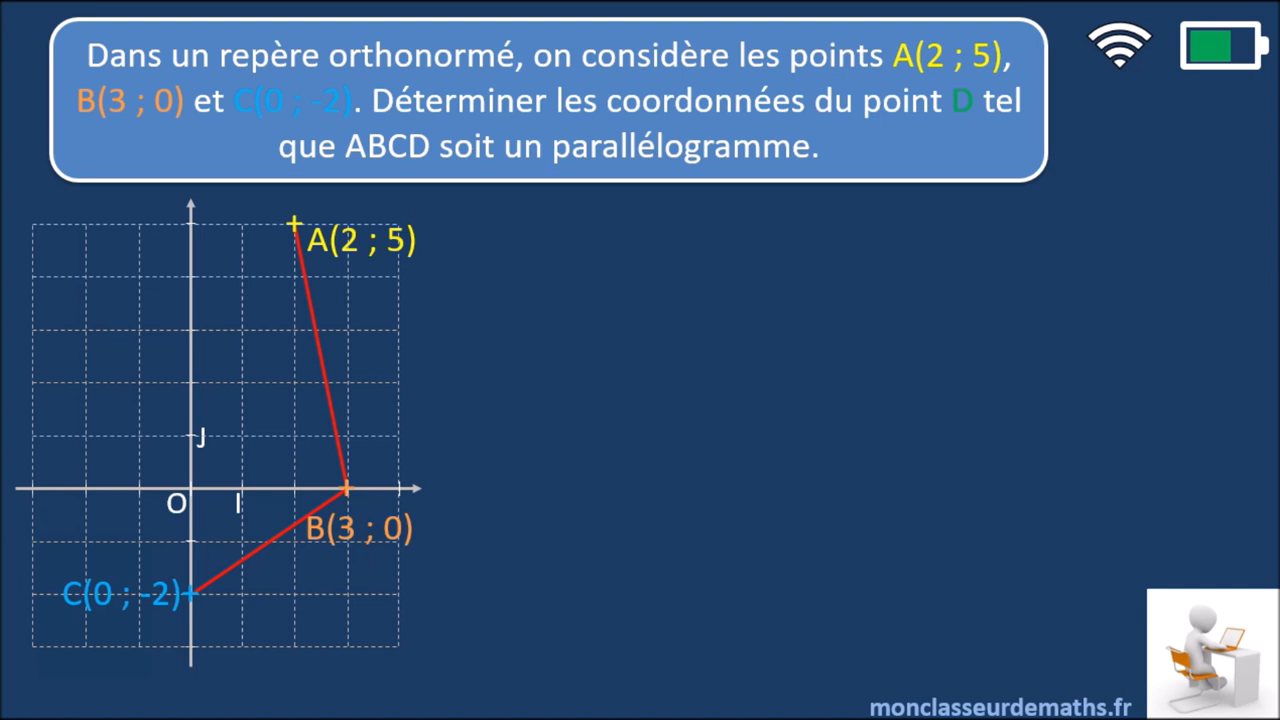 Dans un repère orthonormé, on considère les points A(2 ; 5),
B(3 ; 0) et C(0 ; -2). Déterminer les coordonnées du point D tel
que ABCD soit un parallélogramme.
A(2 ; 5)
J
O
I
B(3 ; 0)
C(0 ; -2)
monclasseurdemaths.fr